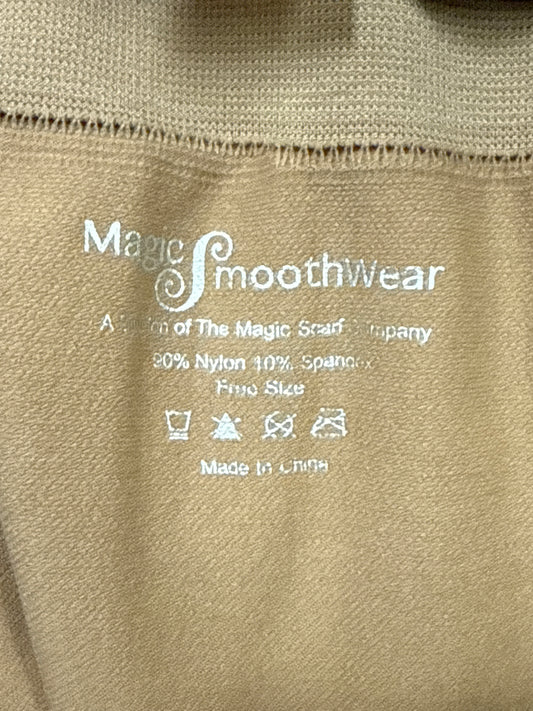 Magic SmoothWear
A of The Magic Scarf Company
90% Nylon 10% Spandex
Free Size
Made In China